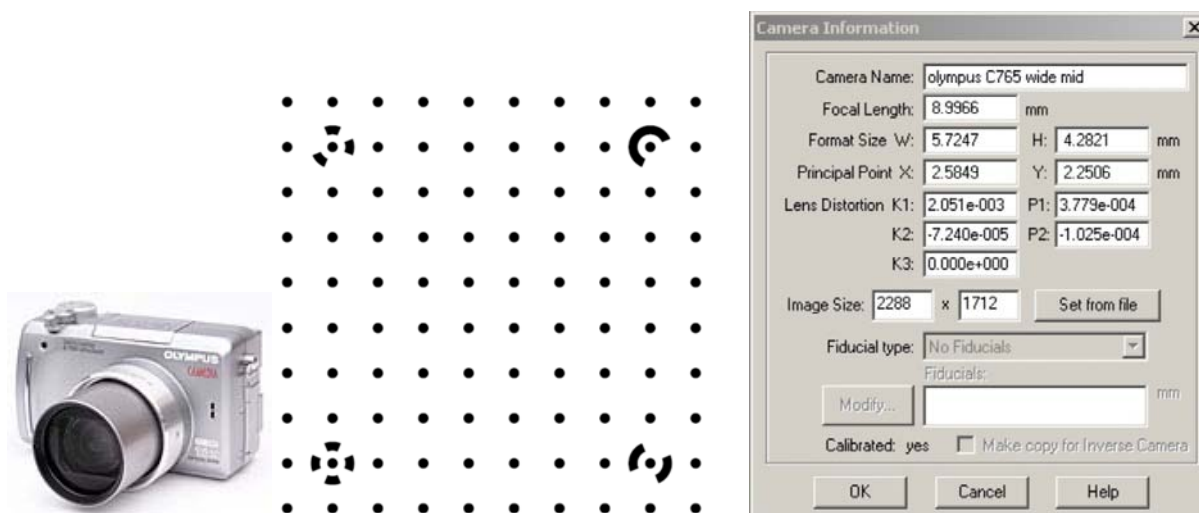 OLYMPUS
CAMERA
Camera Information
Camera Name: olympus C765 wide mid
Focal Length: 8.9966 mm
Format Size W: 5.7247 H: 4.2821 mm
Principal Point X: 2.5849 Y: 2.2506 mm
Lens Distortion K1: 2.051e-003 P1: 3.779e-004
K2: -7.240e-005 P2: -1.025e-004
K3: 0.000e+000
Image Size: 2288 x 1712 Set from file
Fiducial type: No Fiducials
Fiducials:
Modify... mm
Calibrated: yes Make copy for Inverse Camera
OK Cancel Help